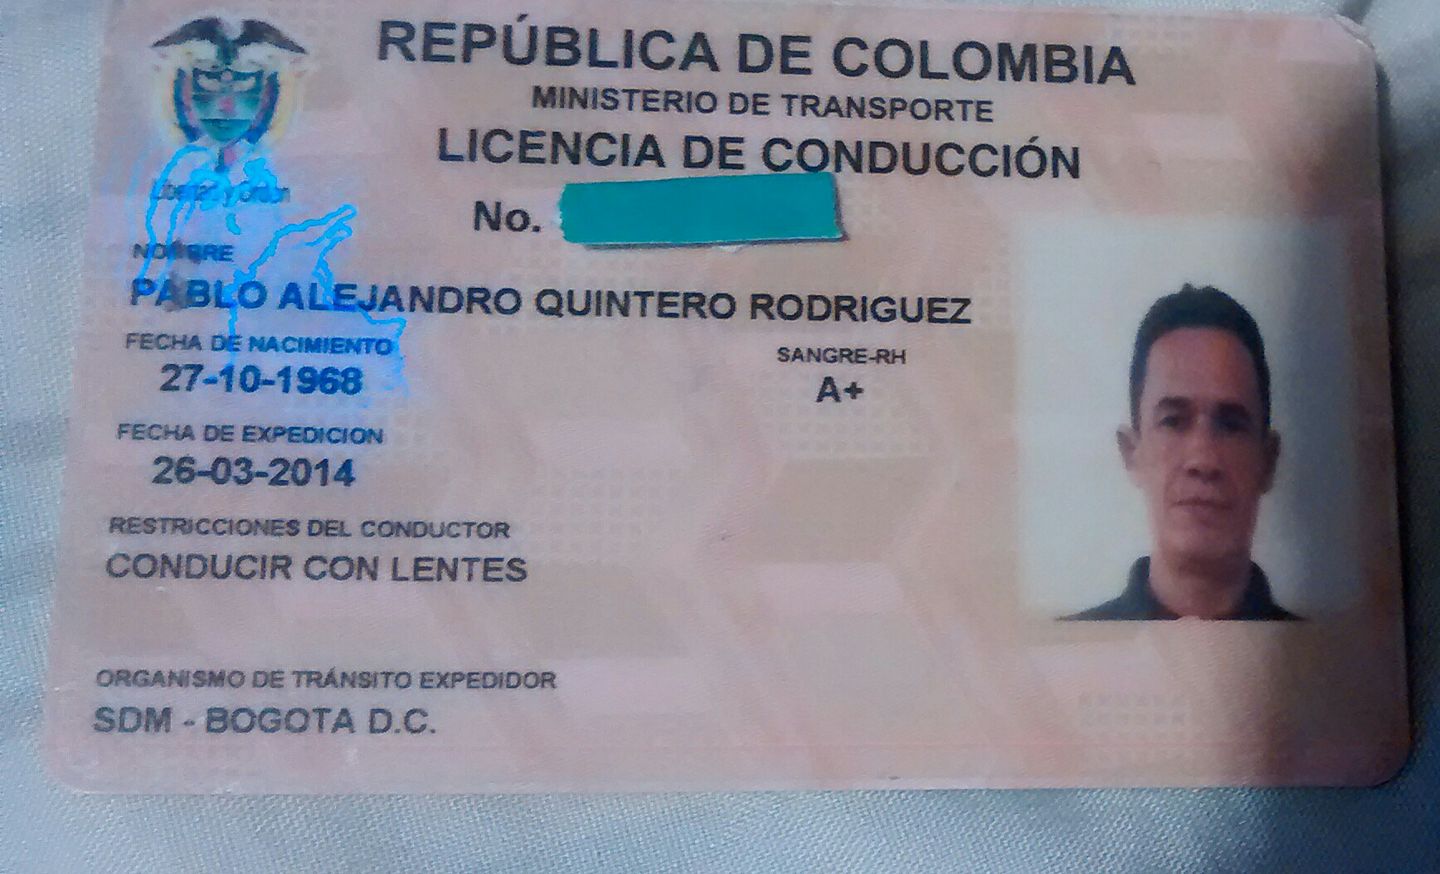 REPÚBLICA DE COLOMBIA
MINISTERIO DE TRANSPORTE
LICENCIA DE CONDUCCIÓN
No.
Libertad y Orden
NOMBRE
PABLO ALEJANDRO QUINTERO RODRIGUEZ
FECHA DE NACIMIENTO
27-10-1968
SANGRE-RH
A+
FECHA DE EXPEDICION
26-03-2014
RESTRICCIONES DEL CONDUCTOR
CONDUCIR CON LENTES
ORGANISMO DE TRÁNSITO EXPEDIDOR
SDM - BOGOTA D.C.